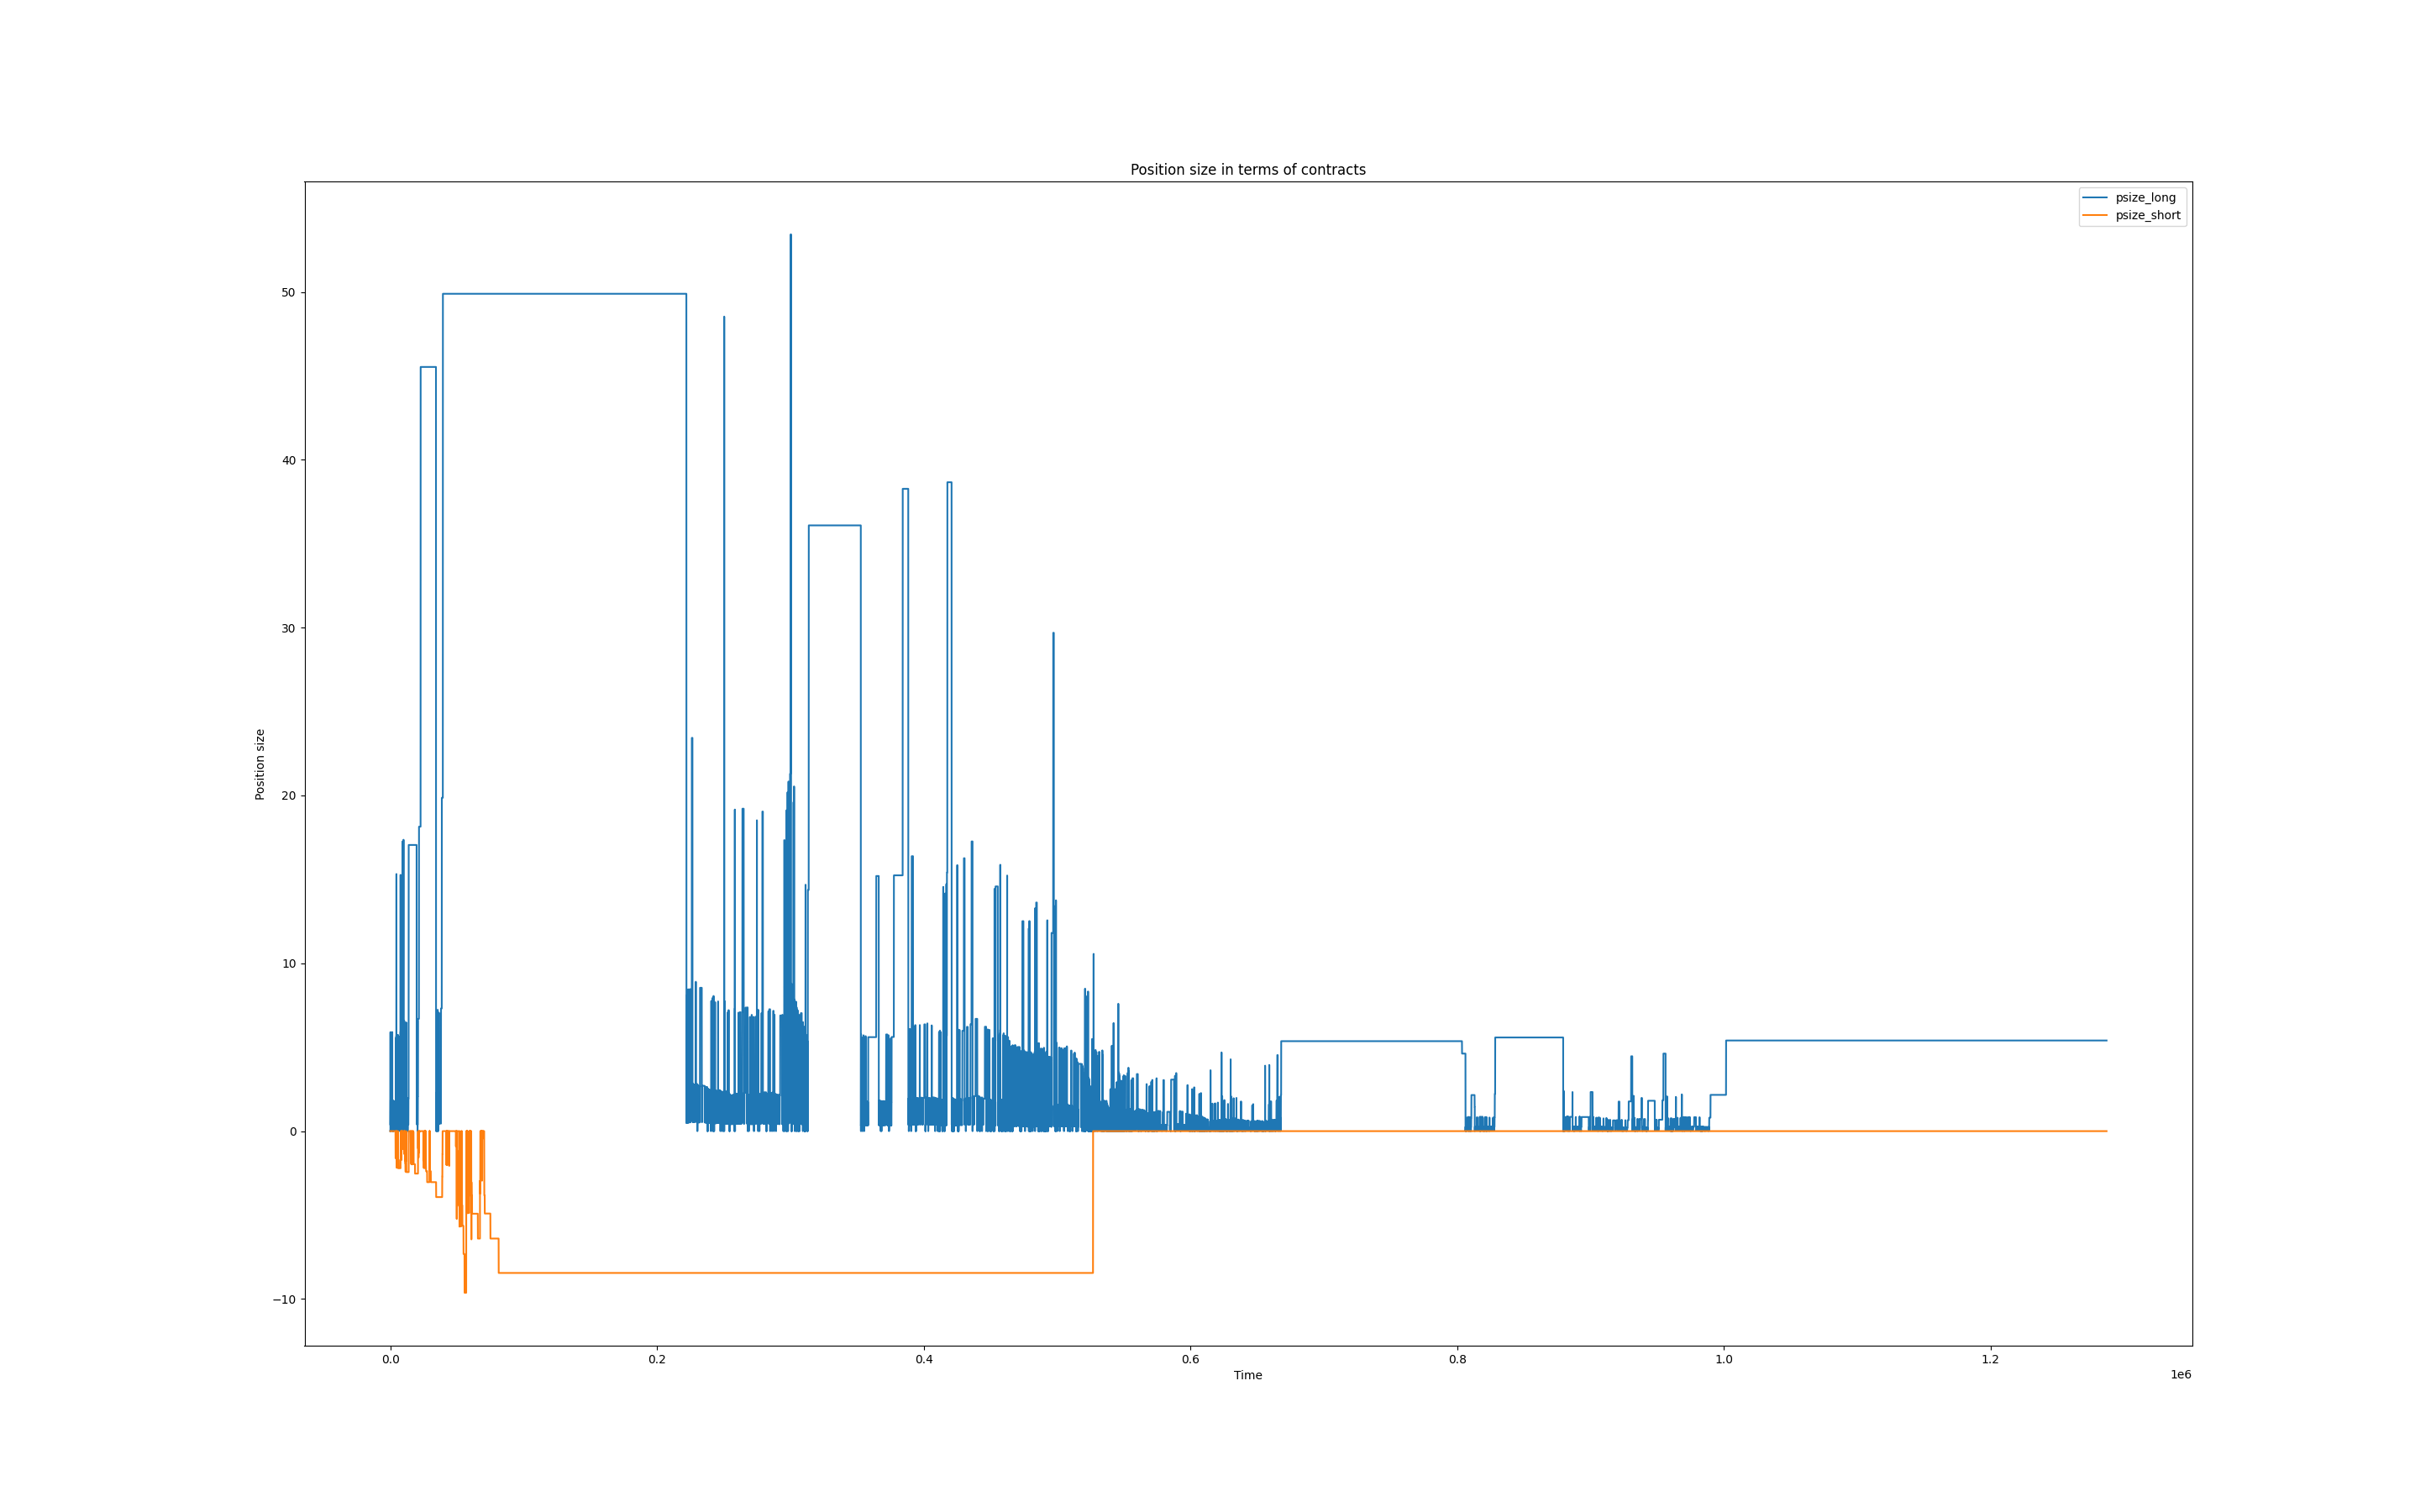 Position size in terms of contracts
psize_long
psize_short
Position size
50
40
30
20
10
0
−10
0.0 0.2 0.4 0.6 0.8 1.0 1.2
Time
1e6